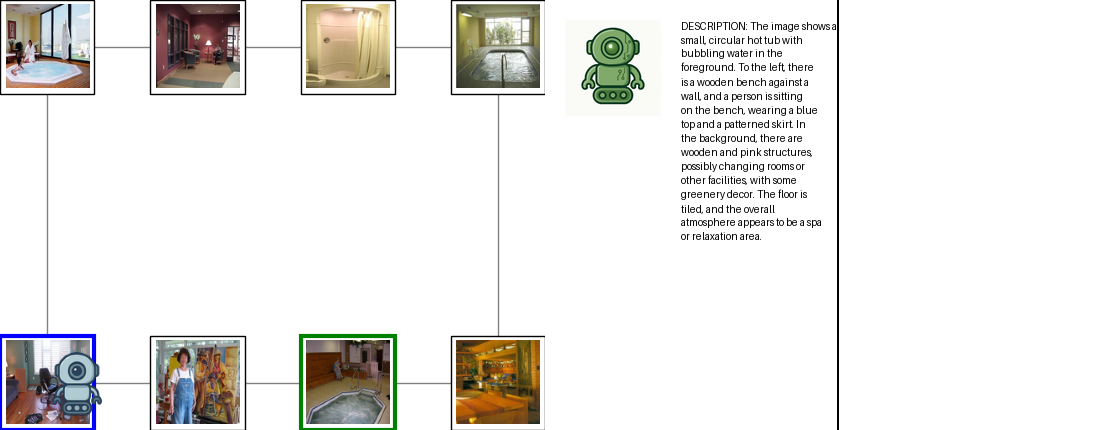 DESCRIPTION: The image shows a
small, circular hot tub with
bubbling water in the
foreground. To the left, there
is a wooden bench against a
wall, and a person is sitting
on the bench, wearing a blue
top and a patterned skirt. In
the background, there are
wooden and pink structures,
possibly changing rooms or
other facilities, with some
greenery decor. The floor is
tiled, and the overall
atmosphere appears to be a spa
or relaxation area.